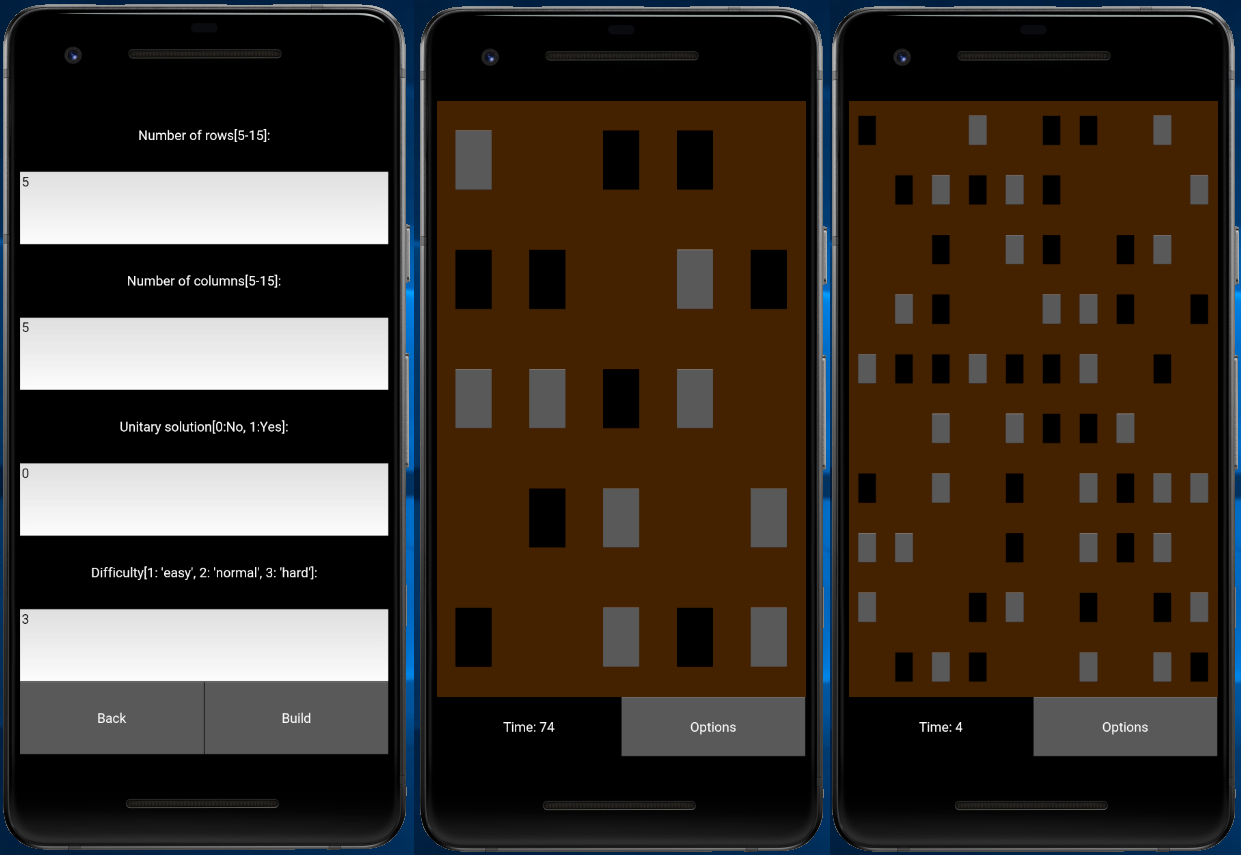 Number of rows[5-15]:
5
Number of columns[5-15]:
5
Unitary solution[0:No, 1:Yes]:
0
Difficulty[1: 'easy', 2: 'normal', 3: 'hard']:
3
Back
Build
Time: 74
Options
Time: 4
Options